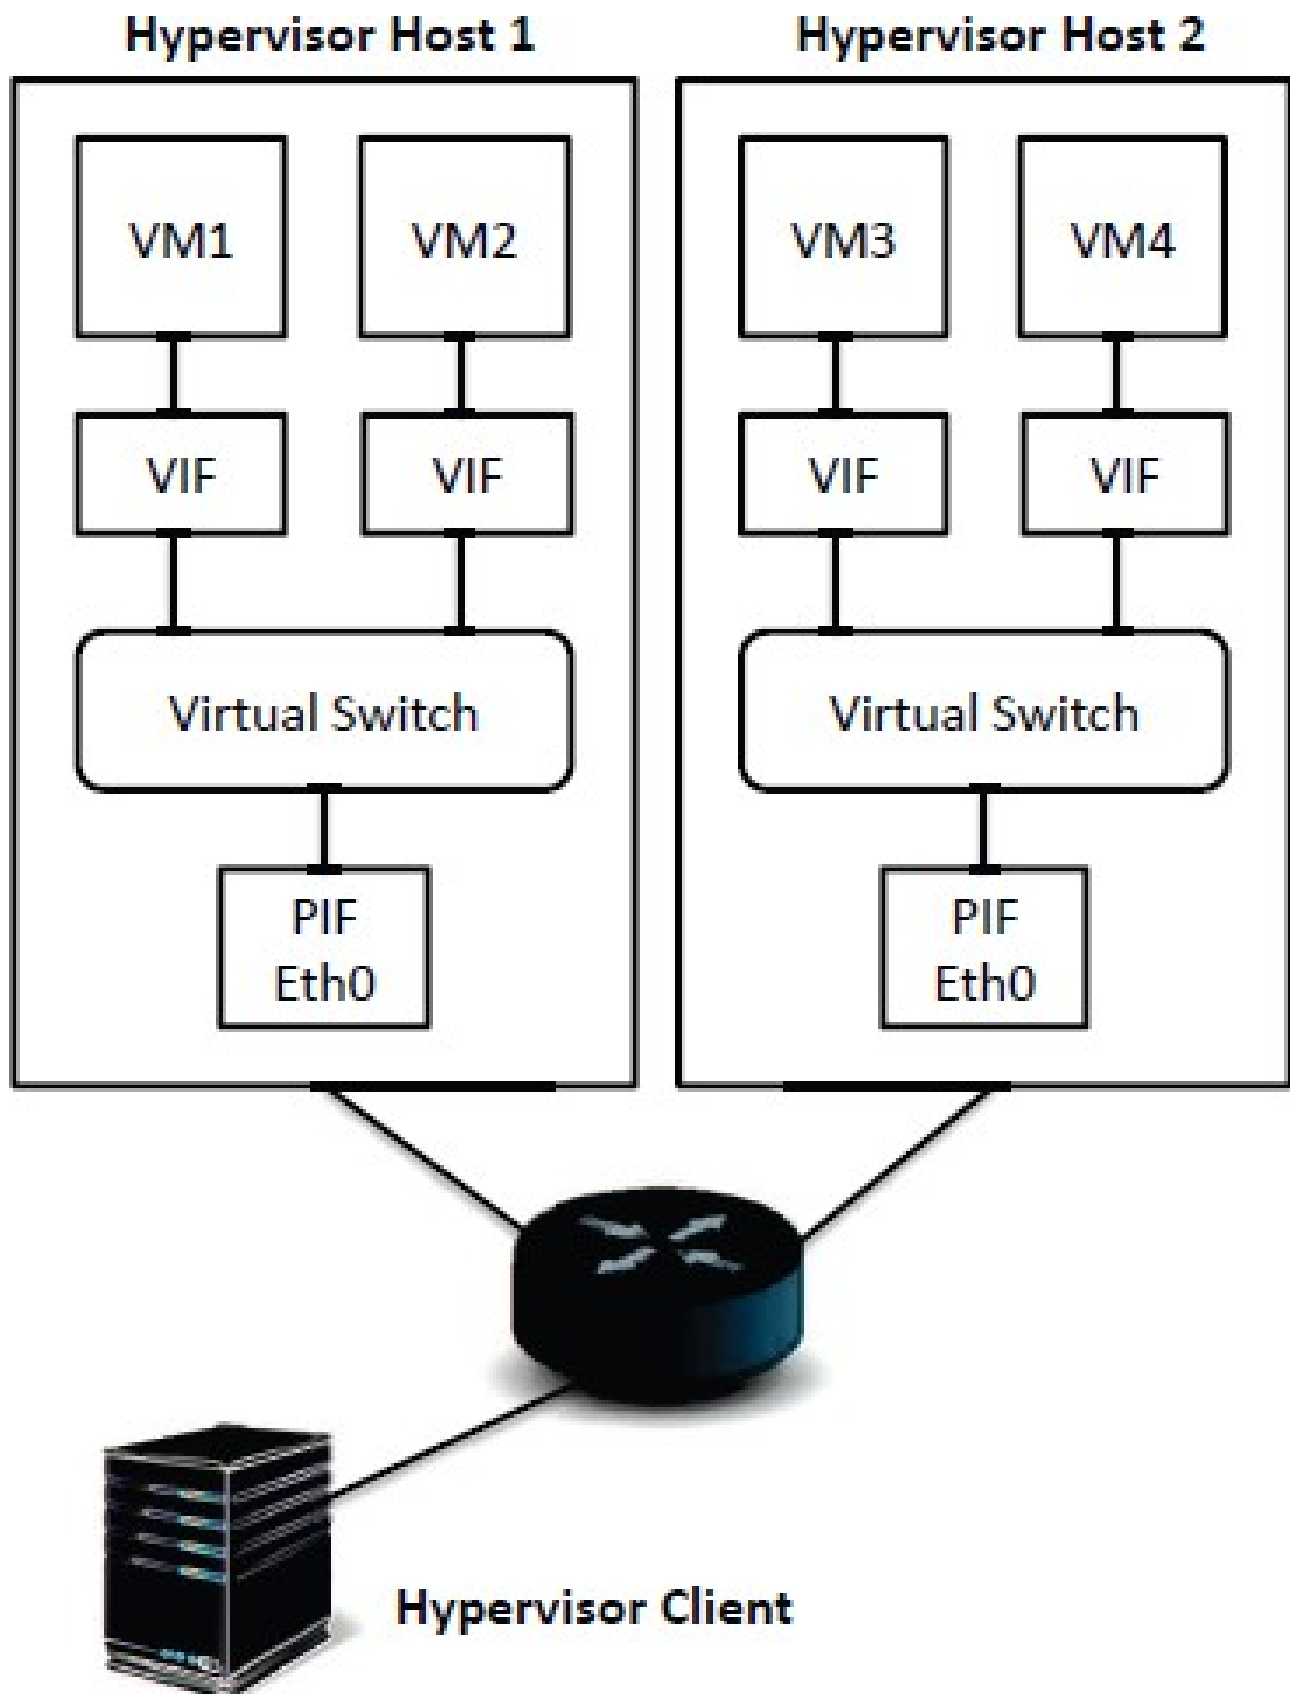 Hypervisor Host 1
Hypervisor Host 2
VM1
VM2
VM3
VM4
VIF
VIF
VIF
VIF
Virtual Switch
Virtual Switch
PIF
Eth0
PIF
Eth0
Hypervisor Client